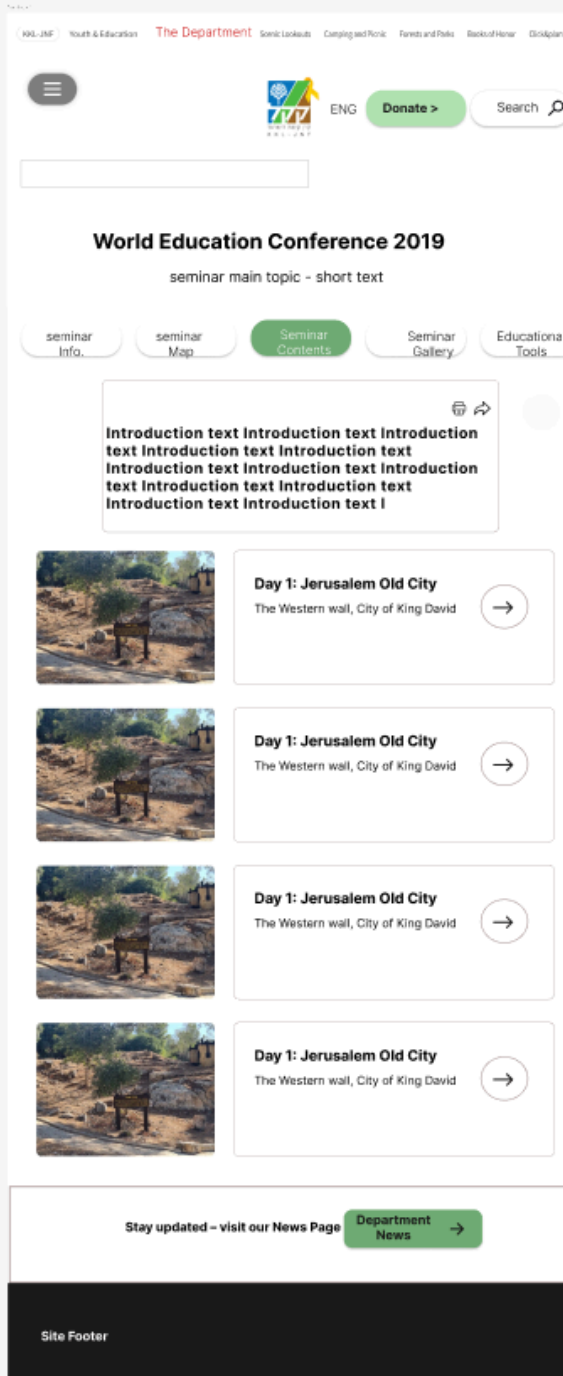 KKL-JNF Youth & Education The Department Scenic Lookouts Camping and Picnic Forests and Parks Books of Honor Click&plan
ENG Donate > Search
KKL-JNF
World Education Conference 2019
seminar main topic - short text
seminar Info.
seminar Map
Seminar Contents
Seminar Gallery
Educationa
Tools
Introduction text Introduction text Introduction
text Introduction text Introduction text
Introduction text Introduction text Introduction
text Introduction text Introduction text
Introduction text Introduction text I
Day 1: Jerusalem Old City
The Western wall, City of King David
Day 1: Jerusalem Old City
The Western wall, City of King David
Day 1: Jerusalem Old City
The Western wall, City of King David
Day 1: Jerusalem Old City
The Western wall, City of King David
Stay updated – visit our News Page
Department
News
Site Footer